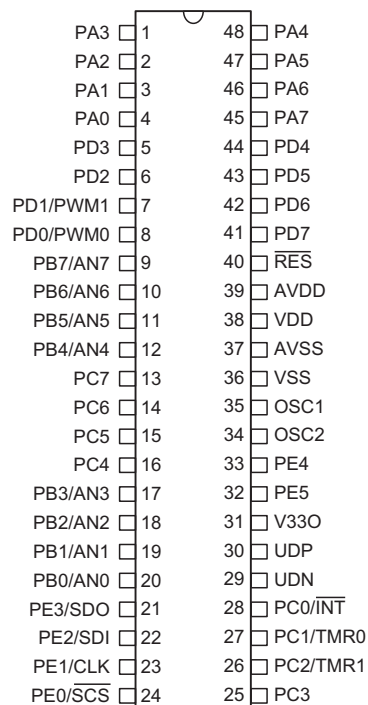 PA3 1 48 PA4
PA2 2 47 PA5
PA1 3 46 PA6
PA0 4 45 PA7
PD3 5 44 PD4
PD2 6 43 PD5
PD1/PWM1 7 42 PD6
PD0/PWM0 8 41 PD7
PB7/AN7 9 40 R̅E̅S̅
PB6/AN6 10 39 AVDD
PB5/AN5 11 38 VDD
PB4/AN4 12 37 AVSS
PC7 13 36 VSS
PC6 14 35 OSC1
PC5 15 34 OSC2
PC4 16 33 PE4
PB3/AN3 17 32 PE5
PB2/AN2 18 31 V33O
PB1/AN1 19 30 UDP
PB0/AN0 20 29 UDN
PE3/SDO 21 28 PC0/I̅N̅T̅
PE2/SDI 22 27 PC1/TMR0
PE1/CLK 23 26 PC2/TMR1
PE0/S̅C̅S̅ 24 25 PC3